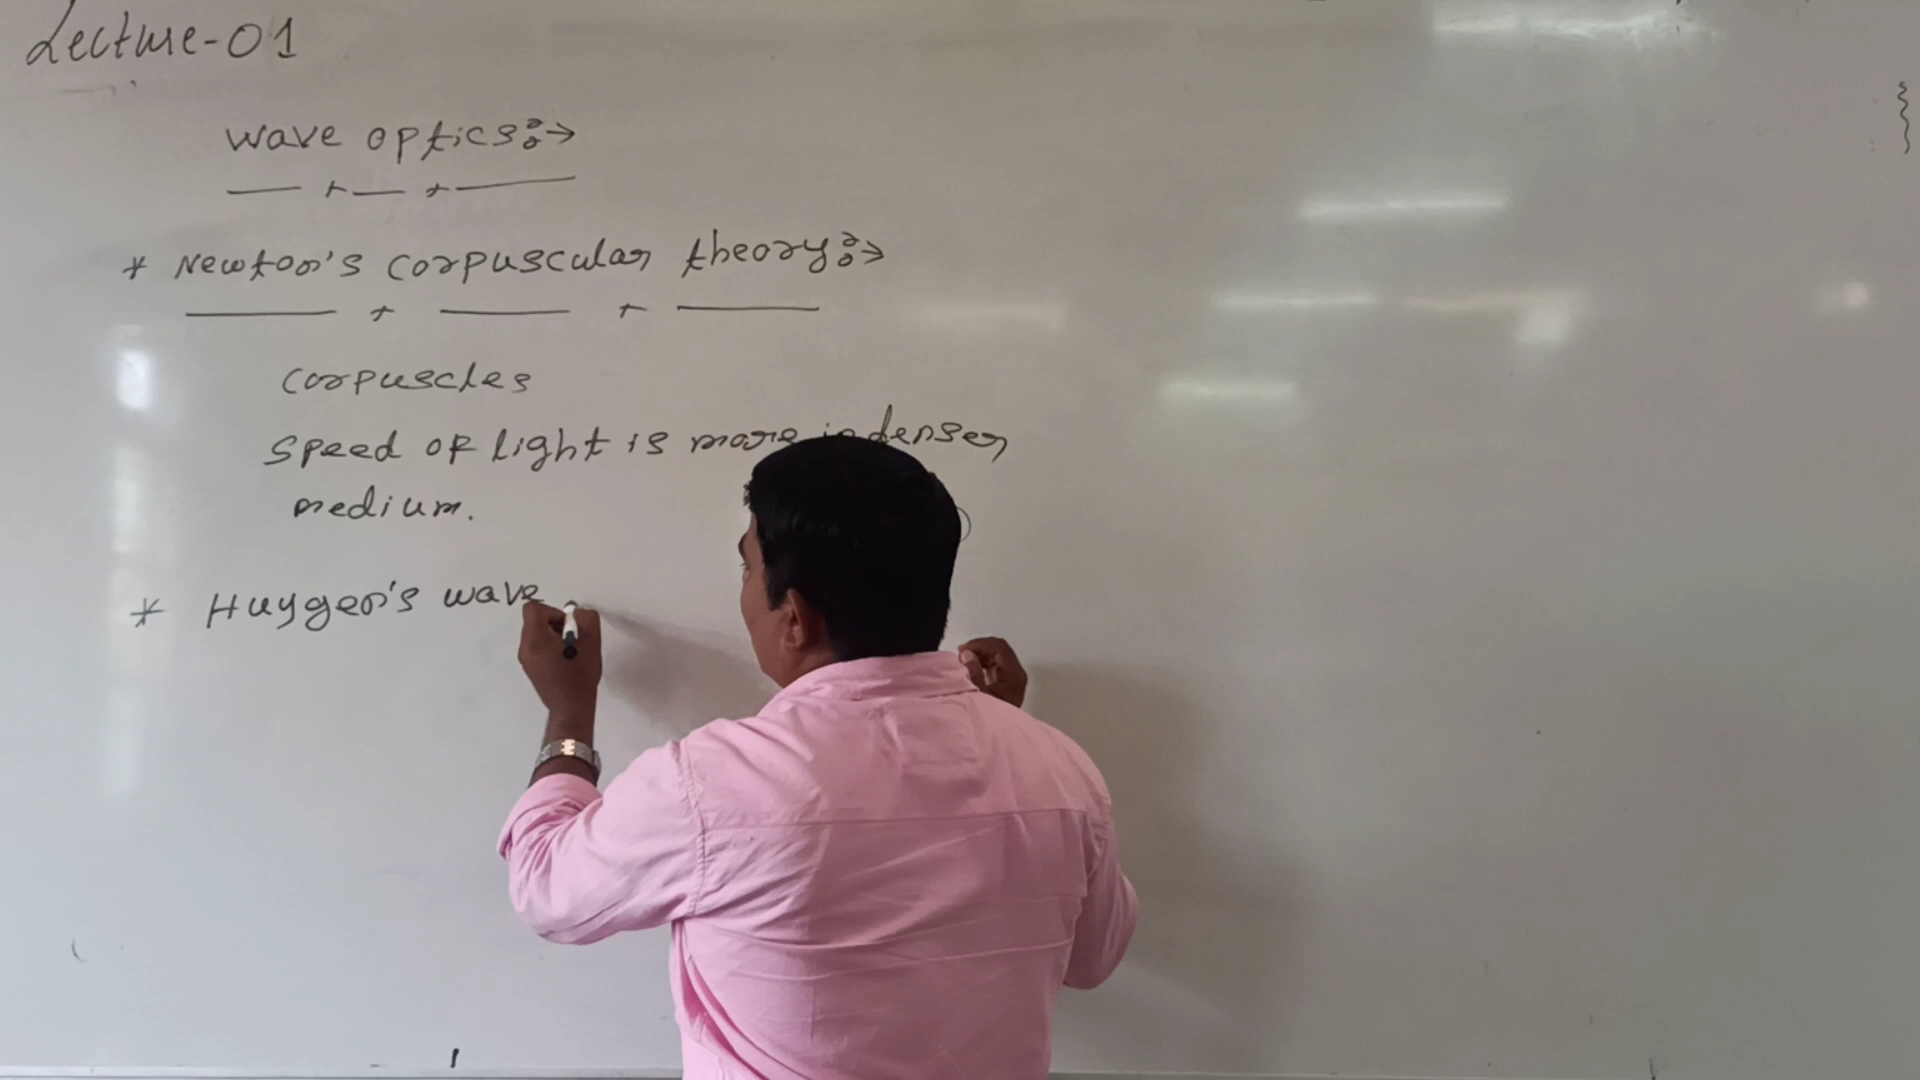 Lecture-01
wave optics:→
* Newton's corpuscular theory:→
corpuscles
speed of light is more in denser
medium.
* Huygen's wave